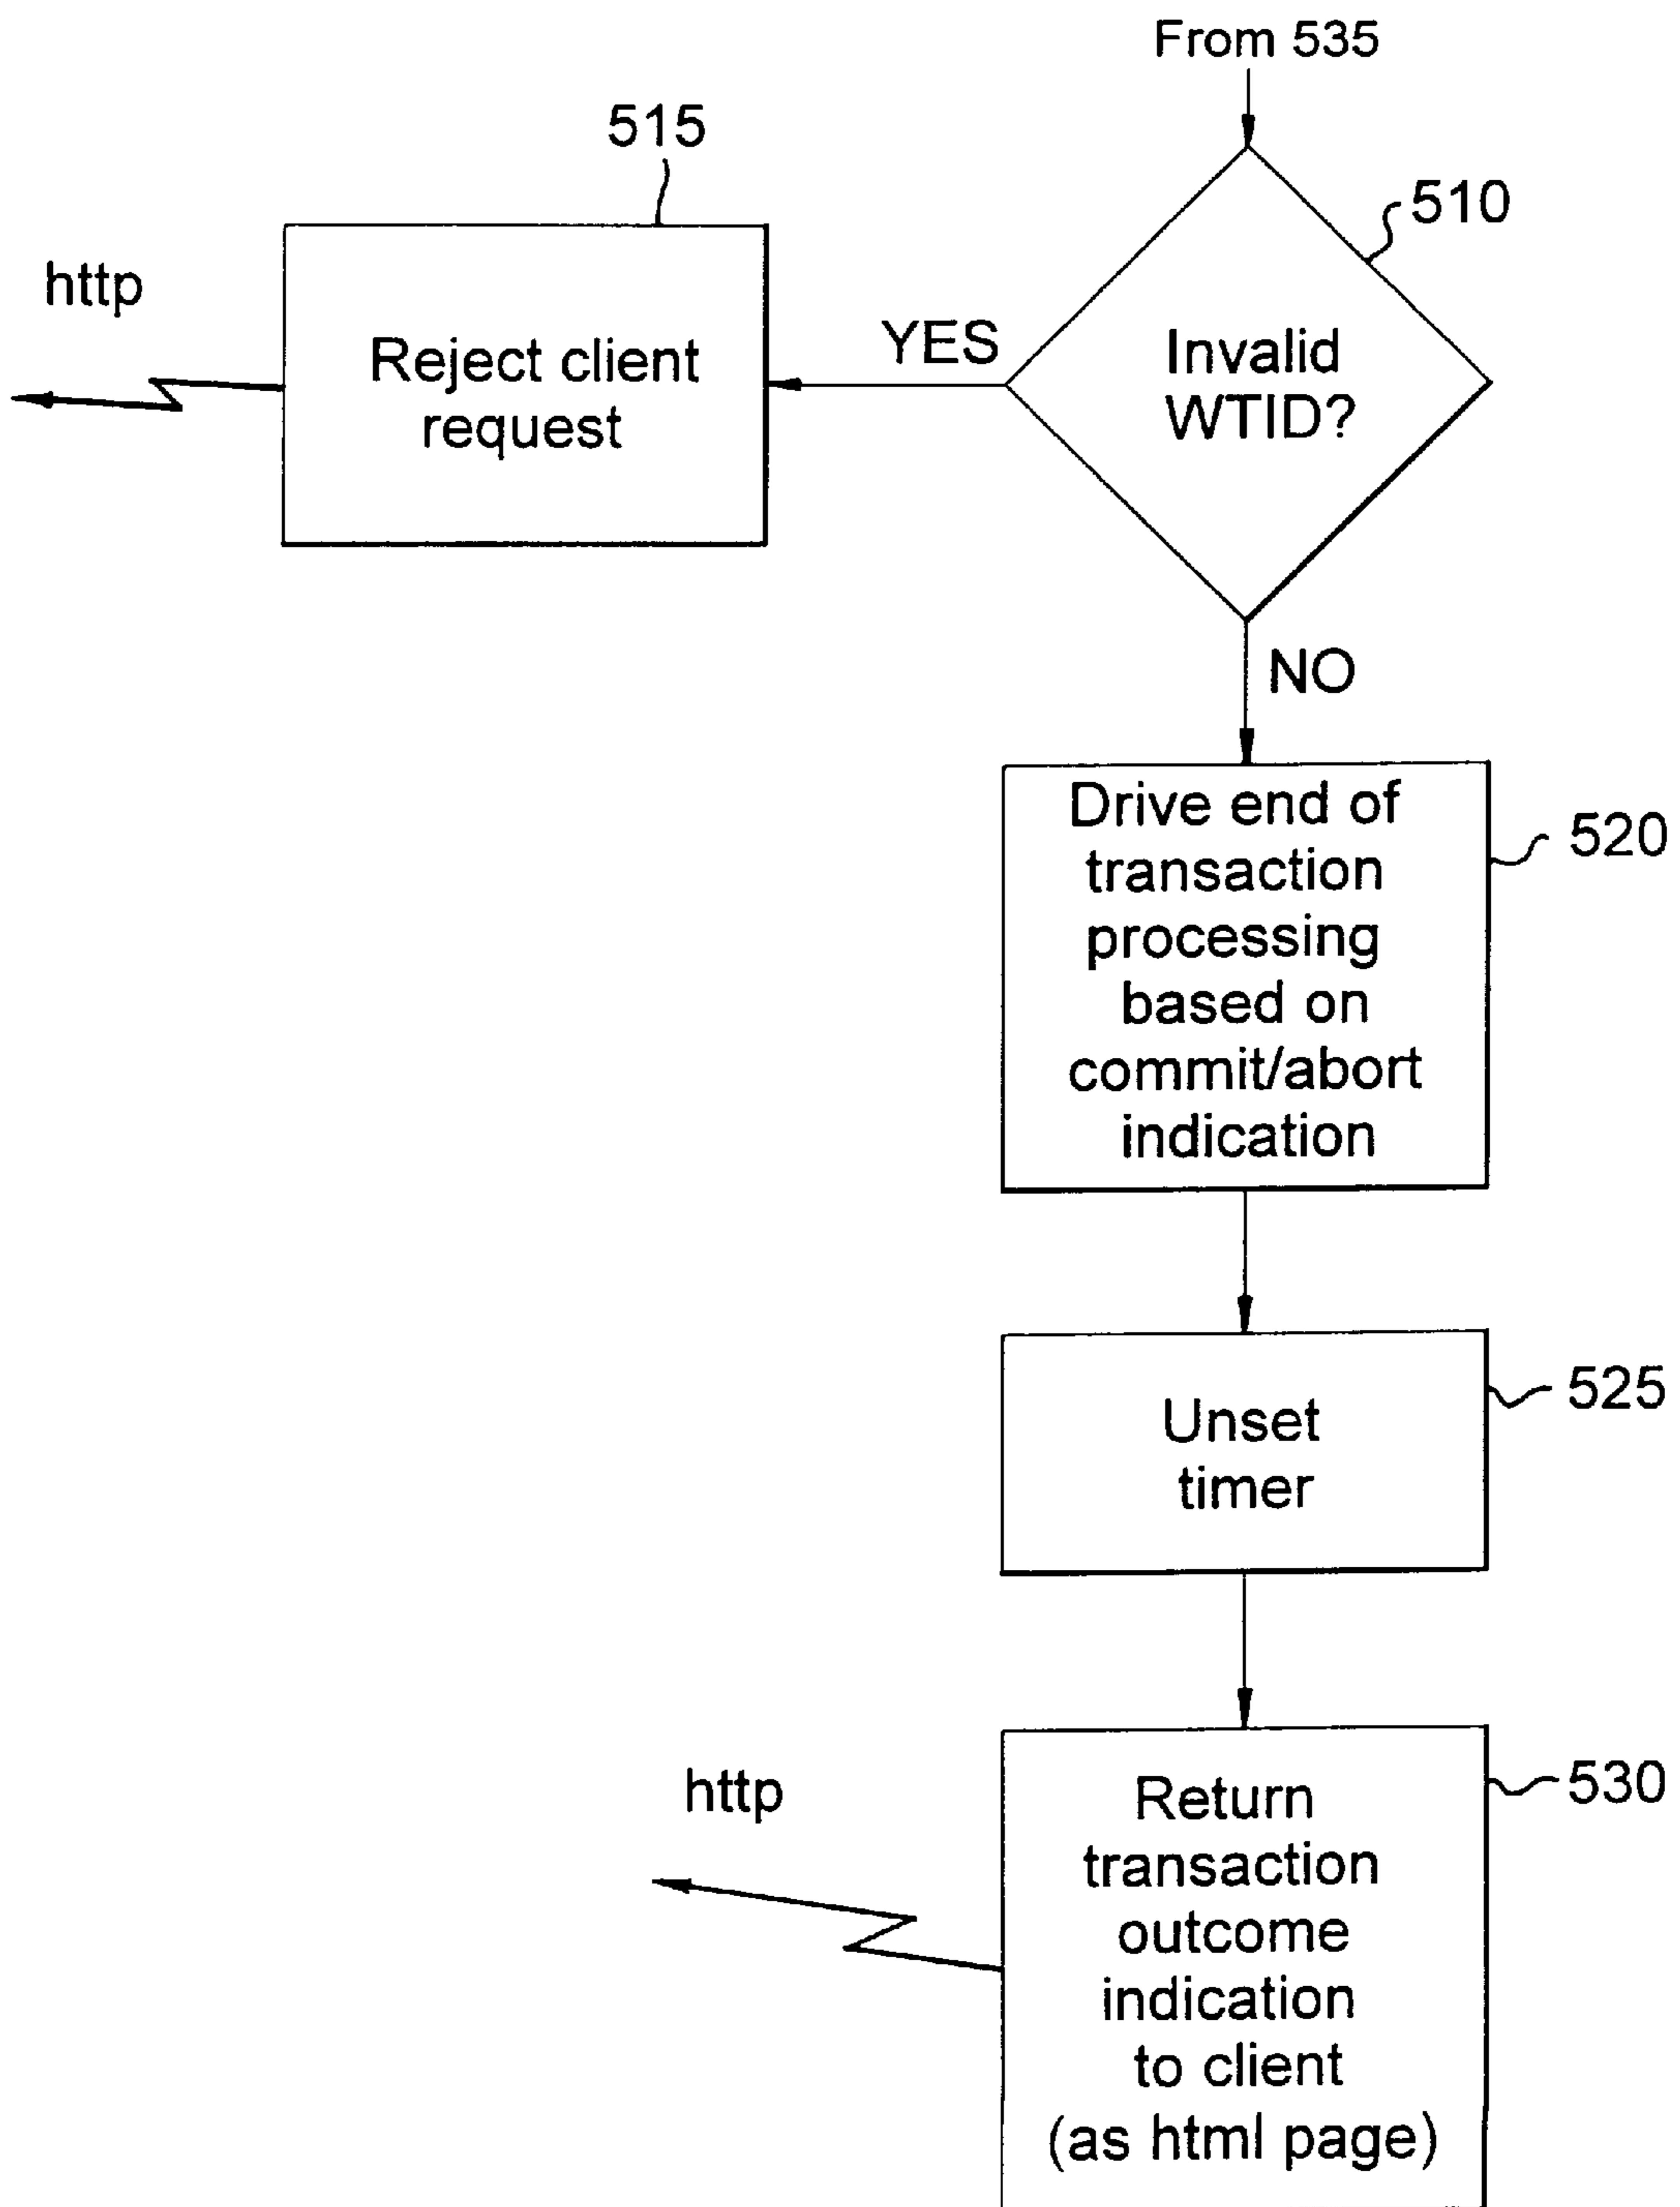 From 535
515
510
http
Reject client
request
YES
Invalid
WTID?
NO
Drive end of
transaction
processing
based on
commit/abort
indication
520
Unset
timer
525
http
Return
transaction
outcome
indication
to client
(as html page)
530